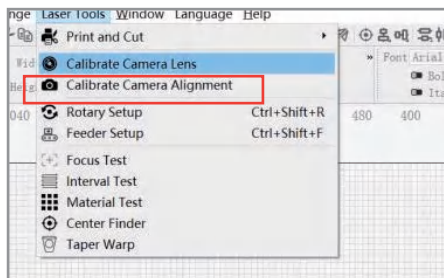 nge Laser Tools Window Language Help
Print and Cut
Wid
Calibrate Camera Lens
» Font Arial
Heig
Calibrate Camera Alignment
Bol
Ita
040
Rotary Setup Ctrl+Shift+R
480 400
Feeder Setup Ctrl+Shift+F
Focus Test
Interval Test
Material Test
Center Finder
Taper Warp